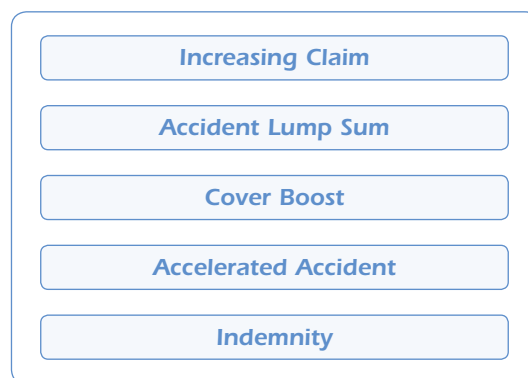 Increasing Claim
Accident Lump Sum
Cover Boost
Accelerated Accident
Indemnity